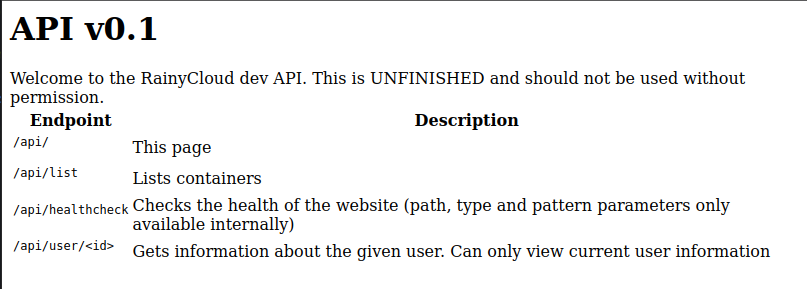 API v0.1
Welcome to the RainyCloud dev API. This is UNFINISHED and should not be used without
permission.
Endpoint Description
/api/ This page
/api/list Lists containers
/api/healthcheck Checks the health of the website (path, type and pattern parameters only
available internally)
/api/user/<id> Gets information about the given user. Can only view current user information